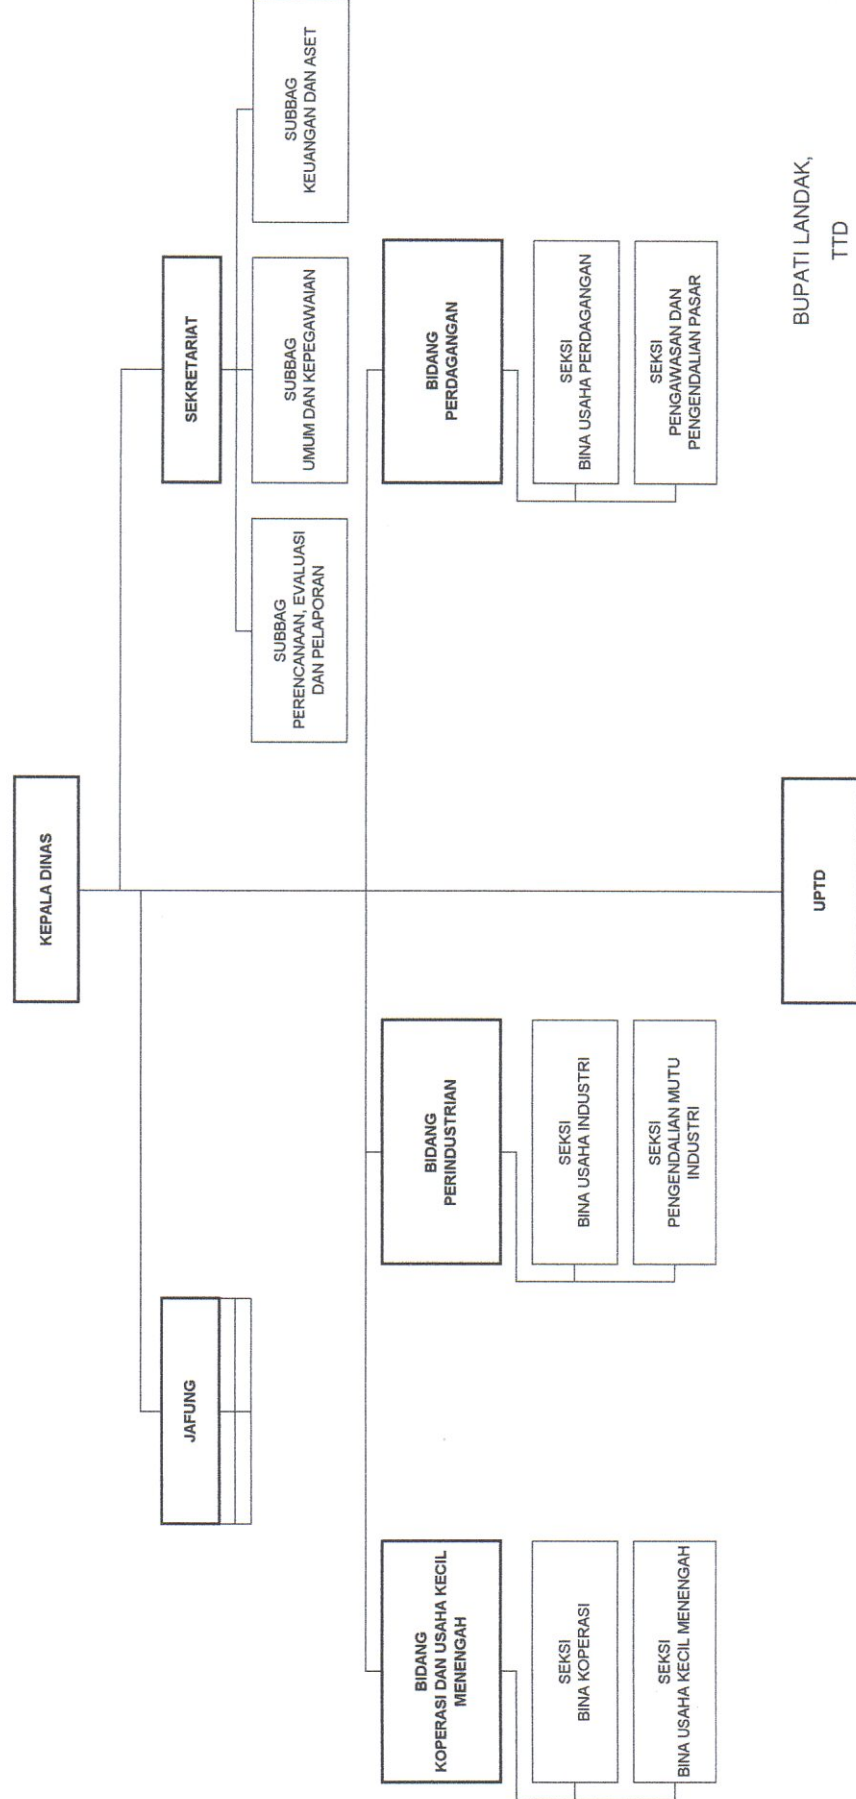 KEPALA DINAS
JAFUNG
SEKRETARIAT
SUBBAG
PERENCANAAN, EVALUASI
DAN PELAPORAN
SUBBAG
UMUM DAN KEPEGAWAIAN
SUBBAG
KEUANGAN DAN ASET
BIDANG
KOPERASI DAN USAHA KECIL
MENENGAH
SEKSI
BINA KOPERASI
SEKSI
BINA USAHA KECIL MENENGAH
BIDANG
PERINDUSTRIAN
SEKSI
BINA USAHA INDUSTRI
SEKSI
PENGENDALIAN MUTU
INDUSTRI
BIDANG
PERDAGANGAN
SEKSI
BINA USAHA PERDAGANGAN
SEKSI
PENGAWASAN DAN
PENGENDALIAN PASAR
UPTD
BUPATI LANDAK,
TTD